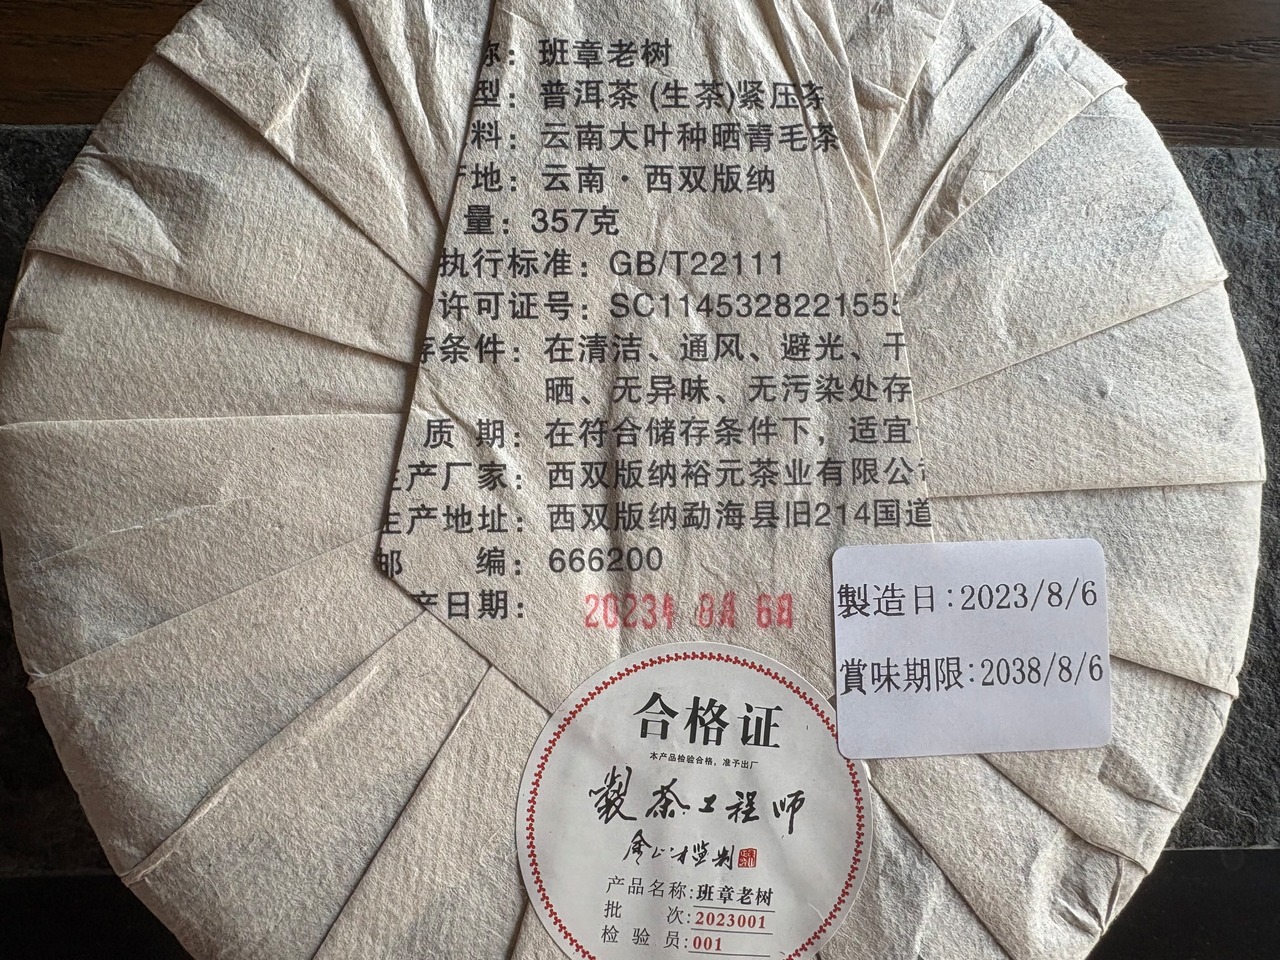 称：班章老树
型：普洱茶(生茶)紧压茶
料：云南大叶种晒青毛茶
地：云南·西双版纳
量：357克
执行标准：GB/T22111
许可证号：SC114532822155
存条件：在清洁、通风、避光、干
晒、无异味、无污染处存
质 期：在符合储存条件下，适宜
生产厂家：西双版纳裕元茶业有限公
生产地址：西双版纳勐海县旧214国道
邮 编：666200
产日期：2023年 8月 6日
製造日:2023/8/6
賞味期限:2038/8/6
合格证
本产品检验合格，准予出厂
製茶工程师
监制
产品名称:班章老树
批 次:2023001
检验员:001